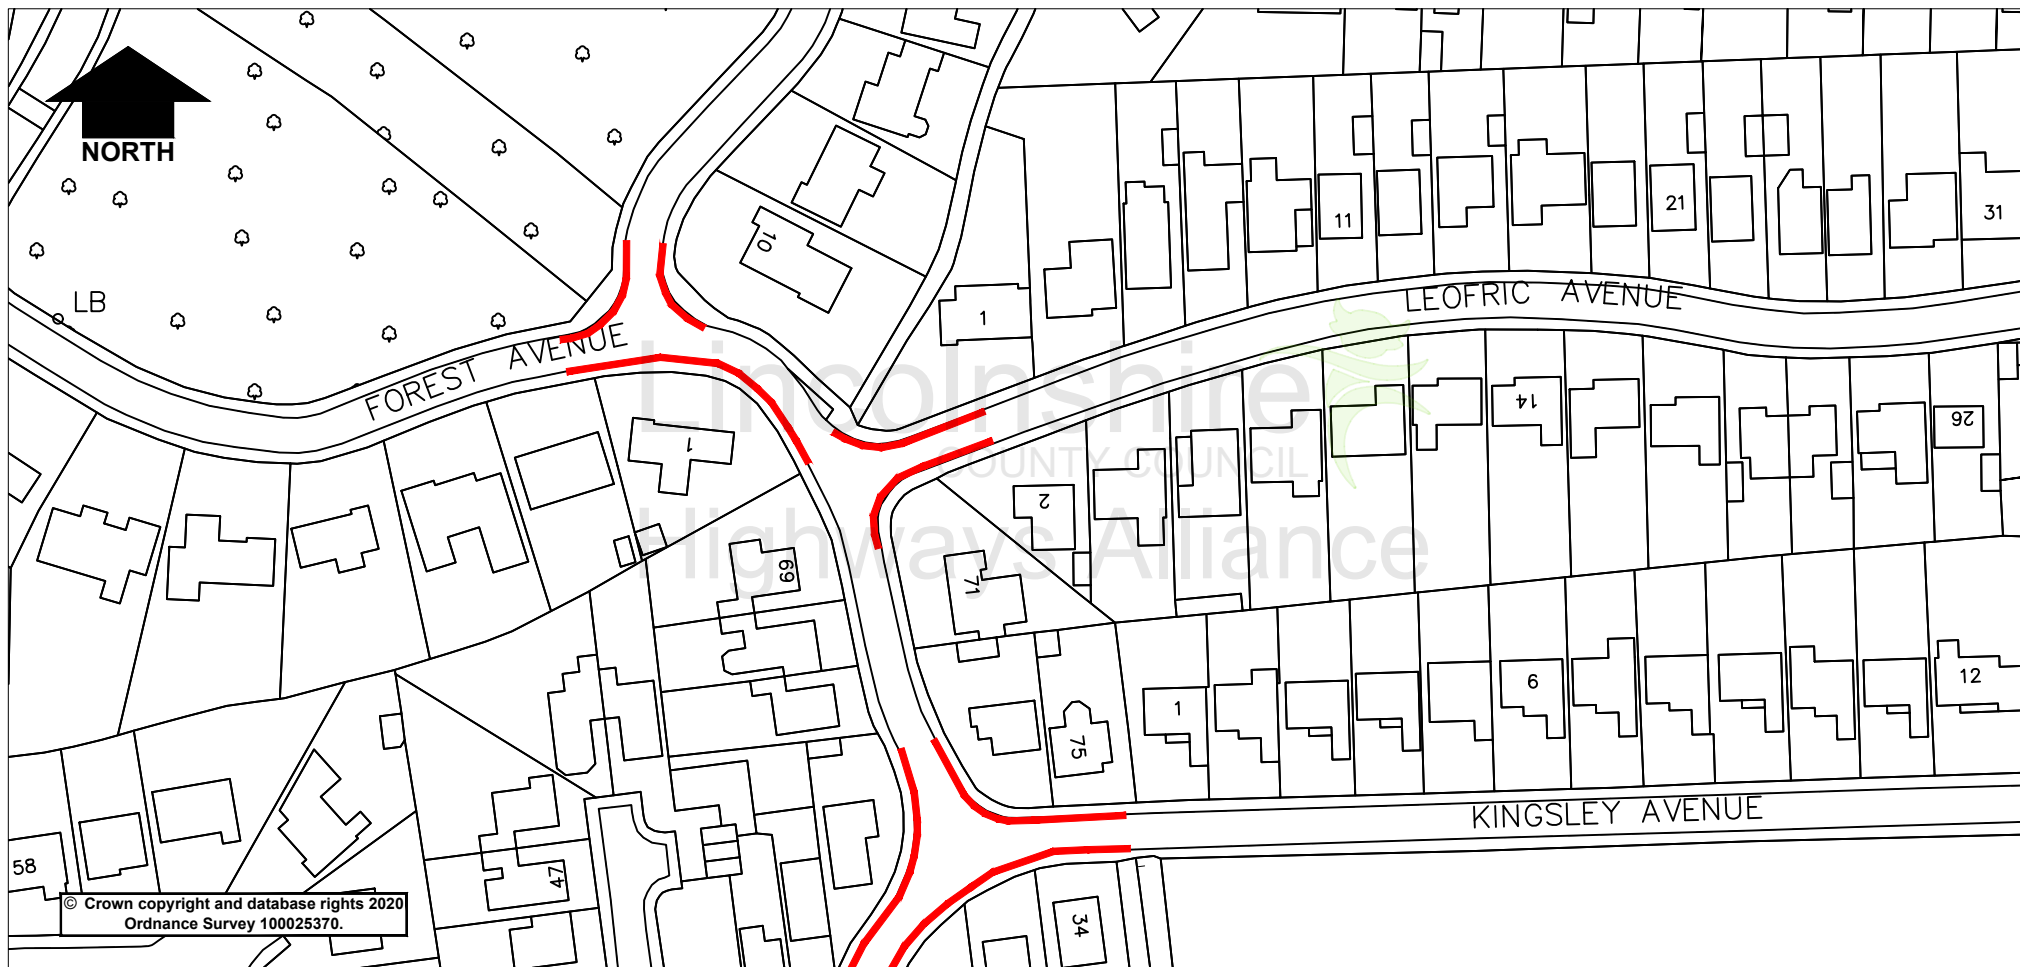 NORTH
LB
FOREST AVENUE
LEOFRIC AVENUE
KINGSLEY AVENUE
10
1
11
21
31
1
2
14
26
69
71
75
1
6
12
58
47
34
Lincolnshire
COUNTY COUNCIL
Highways Alliance
© Crown copyright and database rights 2020
Ordnance Survey 100025370.